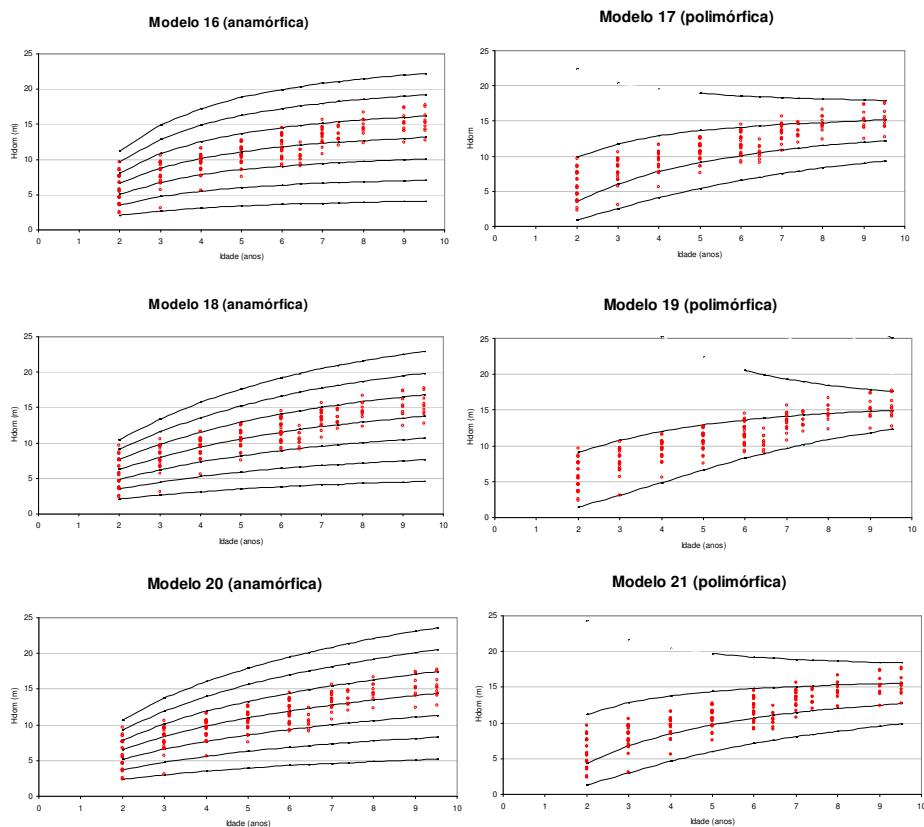 Modelo 16 (anamórfica)
25
20
15
10
5
0
Hdom (m)
0 1 2 3 4 5 6 7 8 9 10
Idade (anos)
Modelo 17 (polimórfica)
25
20
15
10
5
0
Hdom (m)
0 1 2 3 4 5 6 7 8 9 10
Idade (anos)
Modelo 18 (anamórfica)
25
20
15
10
5
0
Hdom (m)
0 1 2 3 4 5 6 7 8 9 10
Idade (anos)
Modelo 19 (polimórfica)
25
20
15
10
5
0
Hdom (m)
0 1 2 3 4 5 6 7 8 9 10
Idade (anos)
Modelo 20 (anamórfica)
25
20
15
10
5
0
Hdom (m)
0 1 2 3 4 5 6 7 8 9 10
Idade (anos)
Modelo 21 (polimórfica)
25
20
15
10
5
0
Hdom (m)
0 1 2 3 4 5 6 7 8 9 10
Idade (anos)